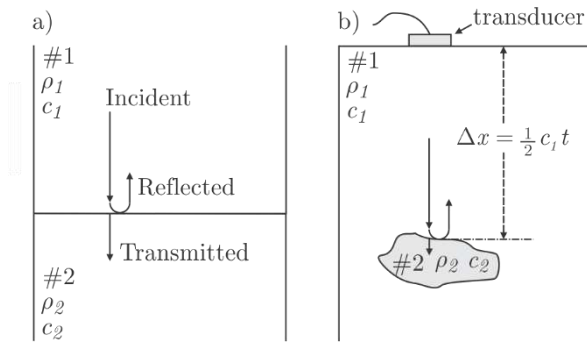 a)
#1
ρ₁
c₁
Incident
Reflected
Transmitted
#2
ρ₂
c₂
b)
transducer
#1
ρ₁
c₁
Δx = ½ c₁ t
#2 ρ₂ c₂